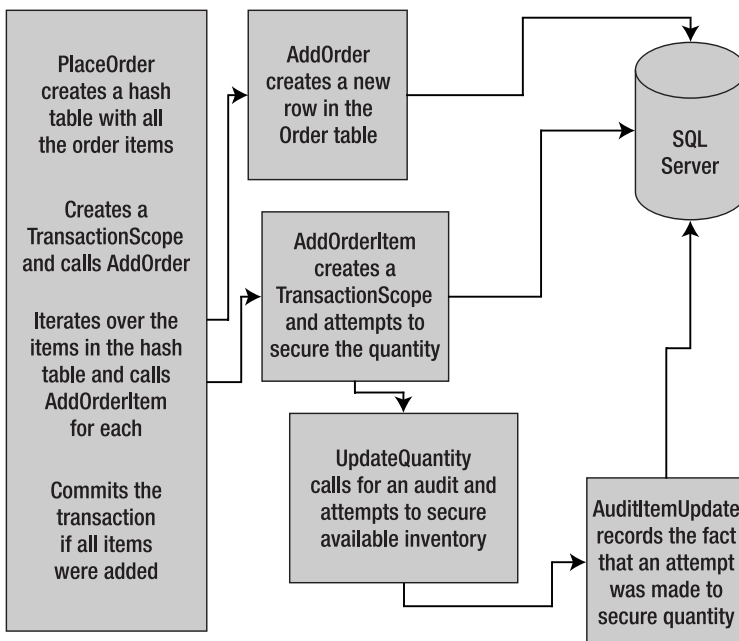 PlaceOrder
creates a hash
table with all
the order items
Creates a
TransactionScope
and calls AddOrder
Iterates over the
items in the hash
table and calls
AddOrderItem
for each
Commits the
transaction
if all items
were added
AddOrder
creates a new
row in the
Order table
AddOrderItem
creates a
TransactionScope
and attempts to
secure the quantity
UpdateQuantity
calls for an audit and
attempts to secure
available inventory
AuditItemUpdate
records the fact
that an attempt
was made to
secure quantity
SQL
Server